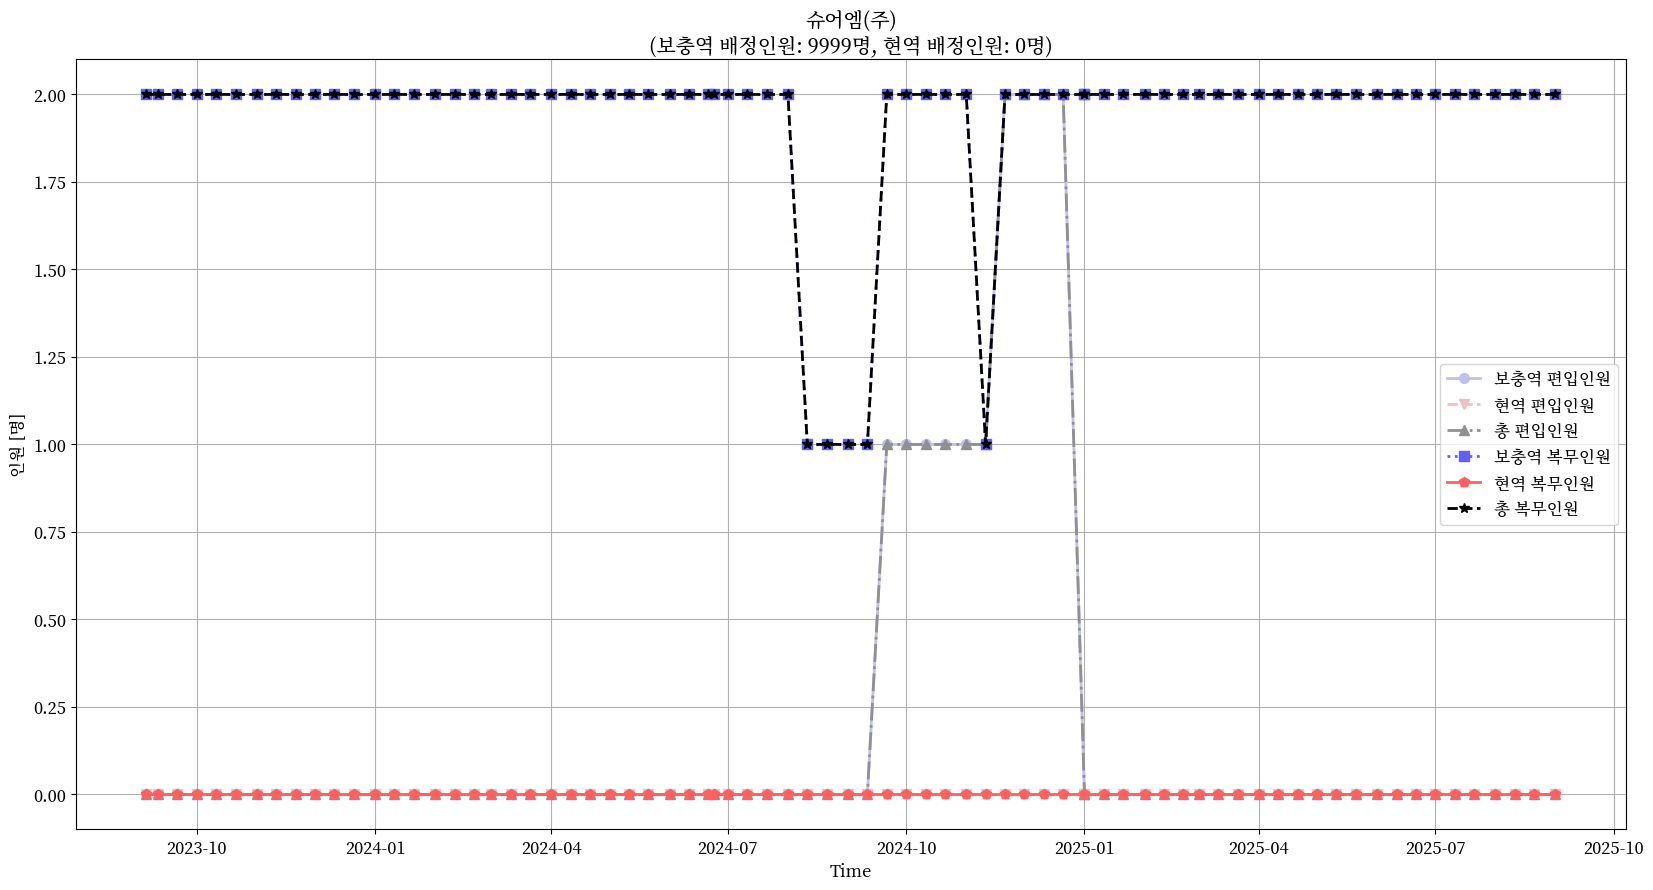 슈어엠(주)
(보충역 배정인원: 9999명, 현역 배정인원: 0명)
2.00
1.75
1.50
1.25
1.00
0.75
0.50
0.25
0.00
인원 [명]
보충역 편입인원
현역 편입인원
총 편입인원
보충역 복무인원
현역 복무인원
총 복무인원
2023-10
2024-01
2024-04
2024-07
2024-10
2025-01
2025-04
2025-07
2025-10
Time